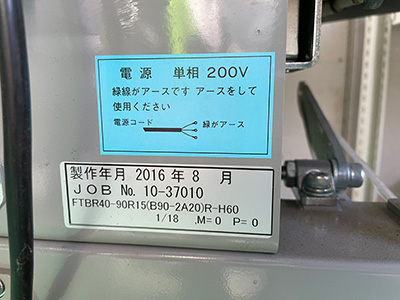 電源 単相 200V
緑線がアースです アースをして
使用ください
電源コード 緑がアース
製作年月 2016 年 8 月
JOB No. 10-37010
FTBR40-90R15(B90-2A20)R-H60
1/18 ,M=0 P=0